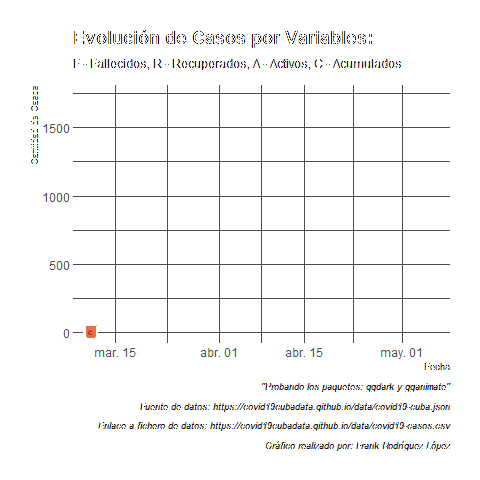 Evolución de Casos por Variables:
F - Fallecidos, R - Recuperados, A - Activos, C - Acumulados
Cantidad de Casos
1500
1000
500
0
c
mar. 15 abr. 01 abr. 15 may. 01
Fecha
"Probando los paquetes: ggdark y gganimate"
Fuente de datos: https://covid19cubadata.github.io/data/covid19-cuba.json
Enlace a fichero de datos: https://covid19cubadata.github.io/data/covid19-casos.csv
Gráfico realizado por: Frank Rodríguez López